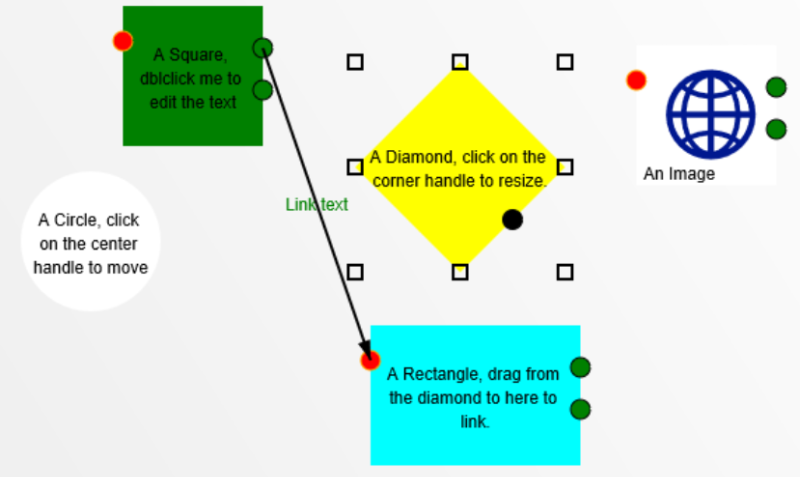 A Square,
dblclick me to
edit the text
A Diamond, click on the
corner handle to resize.
An Image
Link text
A Circle, click
on the center
handle to move
A Rectangle, drag from
the diamond to here to
link.